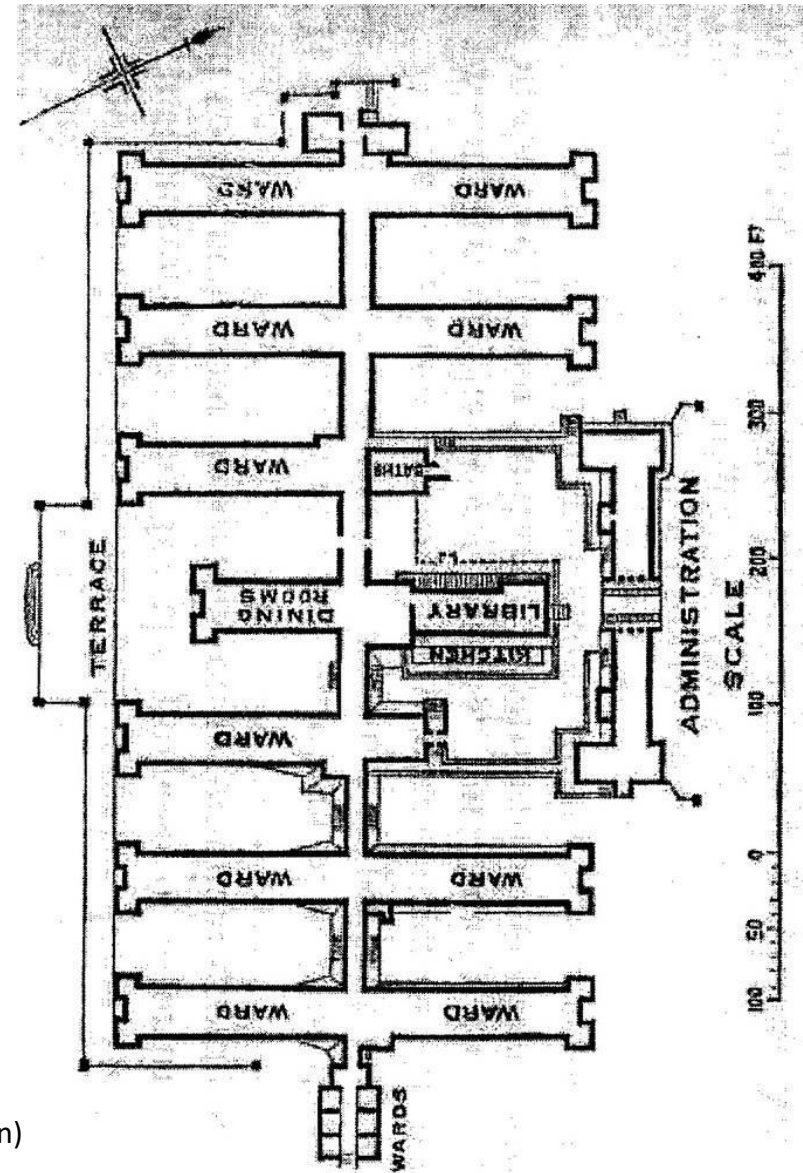 WARD WARD
400 FT
WARD WARD
300
WARD BATHS
200
TERRACE
DINING
ROOMS
LIBRARY
KITCHEN
ADMINISTRATION
SCALE
100
WARD
0
WARD WARD
50
WARD WARD
100
WARDS
n)